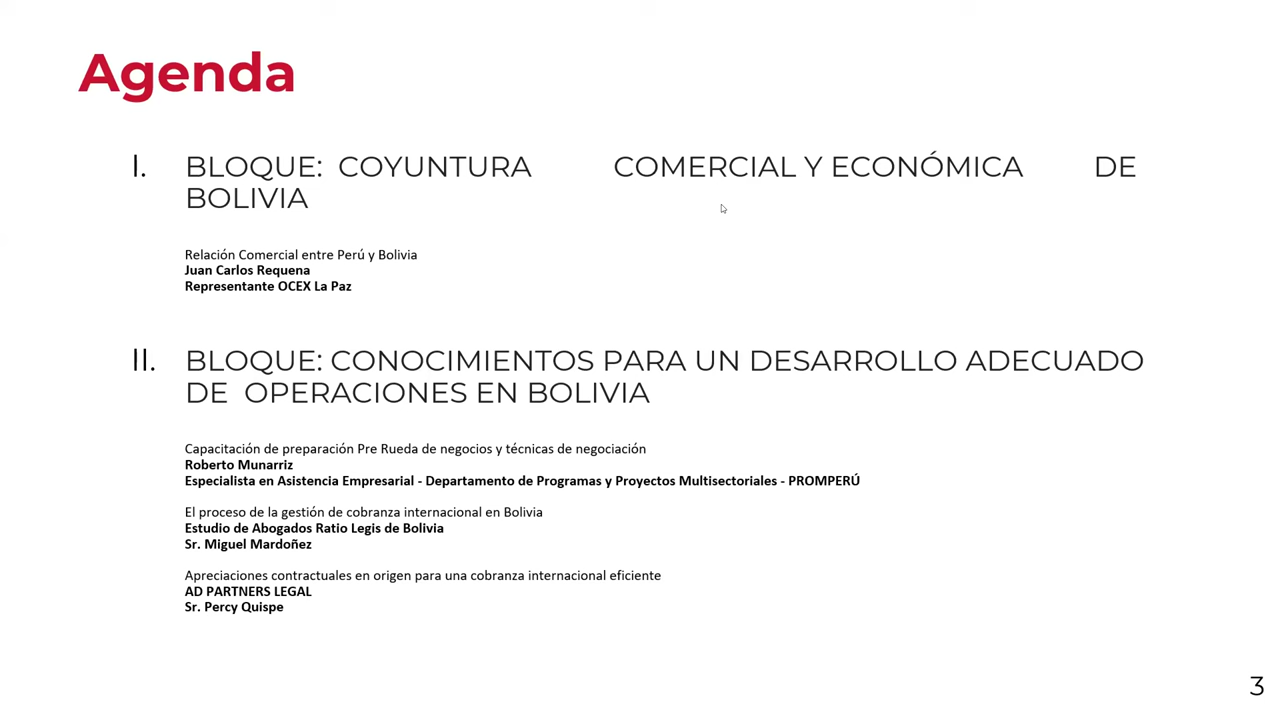 Agenda
I. BLOQUE: COYUNTURA COMERCIAL Y ECONÓMICA DE
BOLIVIA
Relación Comercial entre Perú y Bolivia
Juan Carlos Requena
Representante OCEX La Paz
II. BLOQUE: CONOCIMIENTOS PARA UN DESARROLLO ADECUADO
DE OPERACIONES EN BOLIVIA
Capacitación de preparación Pre Rueda de negocios y técnicas de negociación
Roberto Munarriz
Especialista en Asistencia Empresarial - Departamento de Programas y Proyectos Multisectoriales - PROMPERÚ
El proceso de la gestión de cobranza internacional en Bolivia
Estudio de Abogados Ratio Legis de Bolivia
Sr. Miguel Mardoñez
Apreciaciones contractuales en origen para una cobranza internacional eficiente
AD PARTNERS LEGAL
Sr. Percy Quispe
3